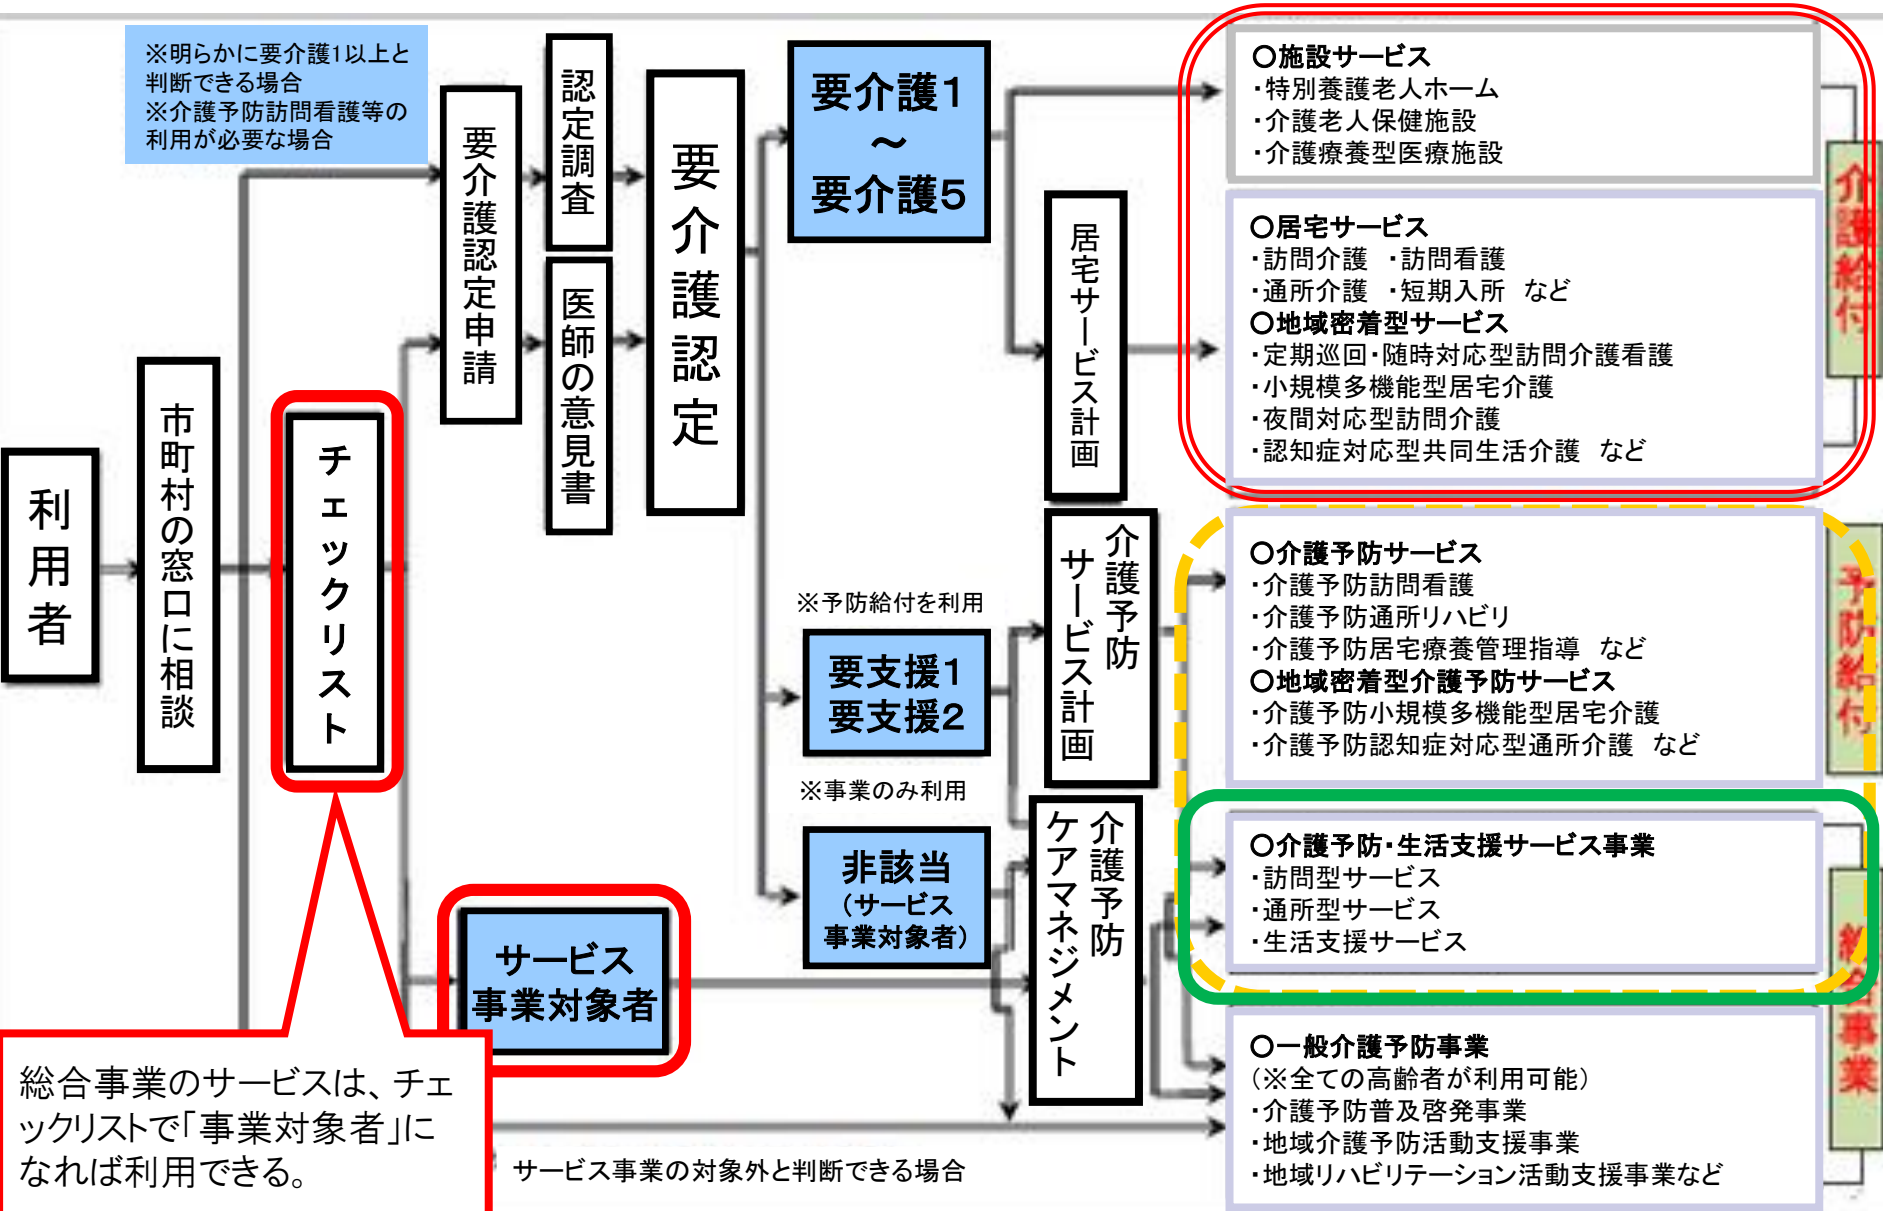 ※明らかに要介護1以上と
判断できる場合
※介護予防訪問看護等の
利用が必要な場合
利用者
市町村の窓口に相談
チェックリスト
要介護認定申請
認定調査
医師の意見書
要介護認定
要介護1
～
要介護5
※予防給付を利用
要支援1
要支援2
※事業のみ利用
非該当
(サービス
事業対象者)
サービス
事業対象者
居宅サービス計画
介護予防
サービス計画
介護予防
ケアマネジメント
○施設サービス
・特別養護老人ホーム
・介護老人保健施設
・介護療養型医療施設
○居宅サービス
・訪問介護 ・訪問看護
・通所介護 ・短期入所 など
○地域密着型サービス
・定期巡回・随時対応型訪問介護看護
・小規模多機能型居宅介護
・夜間対応型訪問介護
・認知症対応型共同生活介護 など
介護給付
○介護予防サービス
・介護予防訪問看護
・介護予防通所リハビリ
・介護予防居宅療養管理指導 など
○地域密着型介護予防サービス
・介護予防小規模多機能型居宅介護
・介護予防認知症対応型通所介護 など
予防給付
○介護予防・生活支援サービス事業
・訪問型サービス
・通所型サービス
・生活支援サービス
○一般介護予防事業
(※全ての高齢者が利用可能)
・介護予防普及啓発事業
・地域介護予防活動支援事業
・地域リハビリテーション活動支援事業など
総合事業
総合事業のサービスは、チェ
ックリストで「事業対象者」に
なれば利用できる。
サービス事業の対象外と判断できる場合